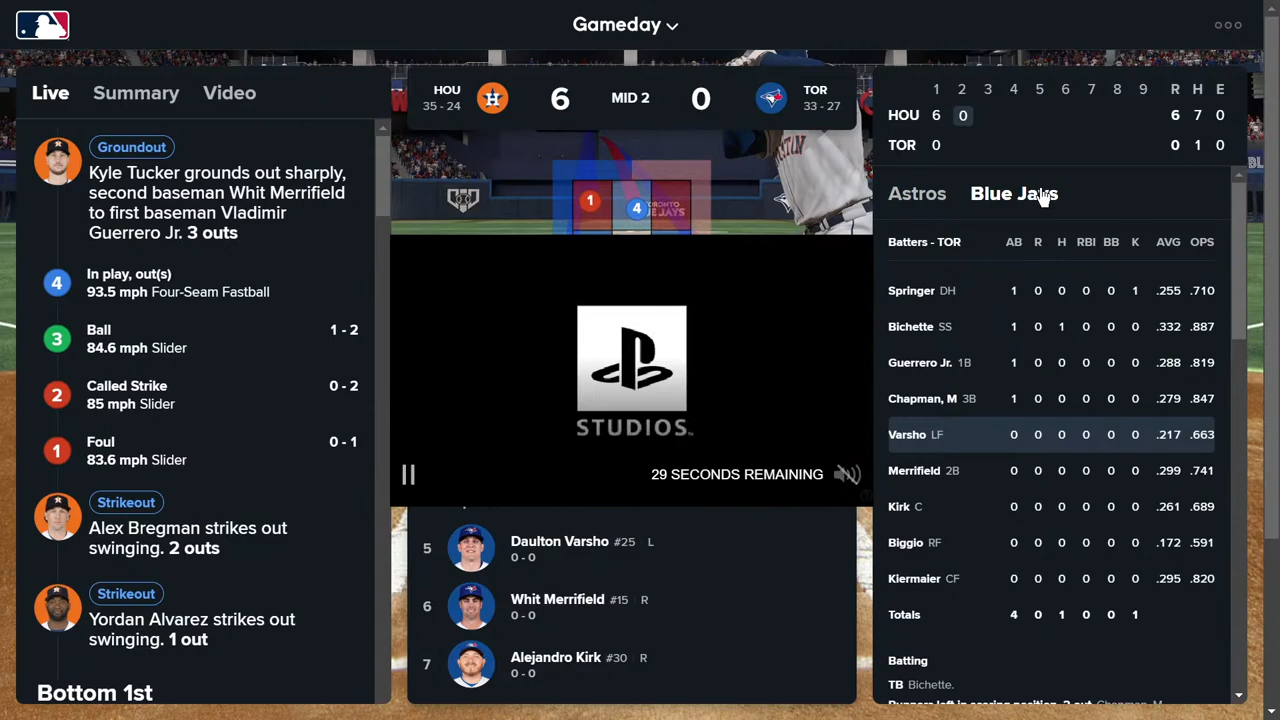 Gameday
Live Summary Video
Groundout
Kyle Tucker grounds out sharply,
second baseman Whit Merrifield
to first baseman Vladimir
Guerrero Jr. 3 outs
4 In play, out(s)
93.5 mph Four-Seam Fastball
3 Ball 1 - 2
84.6 mph Slider
2 Called Strike 0 - 2
85 mph Slider
1 Foul 0 - 1
83.6 mph Slider
Strikeout
Alex Bregman strikes out
swinging. 2 outs
Strikeout
Yordan Alvarez strikes out
swinging. 1 out
Bottom 1st
HOU 6 MID 2 0 TOR
35 - 24 33 - 27
H
HOUSTON
1
4
TORONTO
BLUE JAYS
STUDIOS
29 SECONDS REMAINING
5 Daulton Varsho #25 L
0 - 0
6 Whit Merrifield #15 R
0 - 0
7 Alejandro Kirk #30 R
0 - 0
1 2 3 4 5 6 7 8 9 R H E
HOU 6 0 6 7 0
TOR 0 0 1 0
Astros Blue Jays
Batters - TOR AB R H RBI BB K AVG OPS
Springer DH 1 0 0 0 0 1 .255 .710
Bichette SS 1 0 1 0 0 0 .332 .887
Guerrero Jr. 1B 1 0 0 0 0 0 .288 .819
Chapman, M 3B 1 0 0 0 0 0 .279 .847
Varsho LF 0 0 0 0 0 0 .217 .663
Merrifield 2B 0 0 0 0 0 0 .299 .741
Kirk C 0 0 0 0 0 0 .261 .689
Biggio RF 0 0 0 0 0 0 .172 .591
Kiermaier CF 0 0 0 0 0 0 .295 .820
Totals 4 0 1 0 0 1
Batting
TB Bichette.
Runners left in scoring position, 2 out Chapman, M